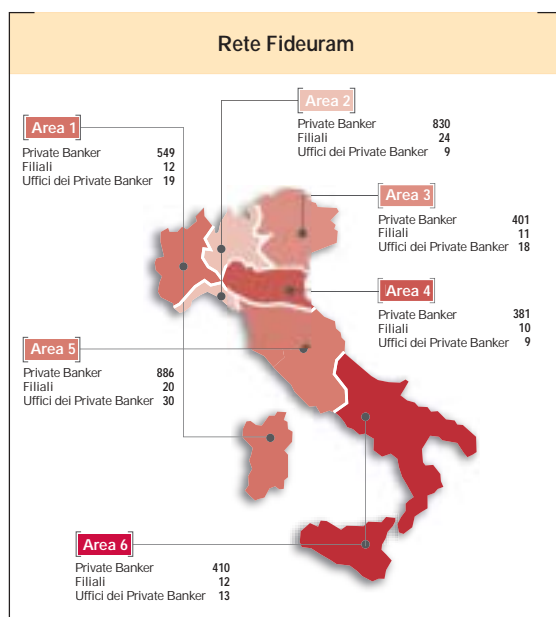 Rete Fideuram
Area 1
Private Banker 549
Filiali 12
Uffici dei Private Banker 19
Area 2
Private Banker 830
Filiali 24
Uffici dei Private Banker 9
Area 3
Private Banker 401
Filiali 11
Uffici dei Private Banker 18
Area 4
Private Banker 381
Filiali 10
Uffici dei Private Banker 9
Area 5
Private Banker 886
Filiali 20
Uffici dei Private Banker 30
Area 6
Private Banker 410
Filiali 12
Uffici dei Private Banker 13